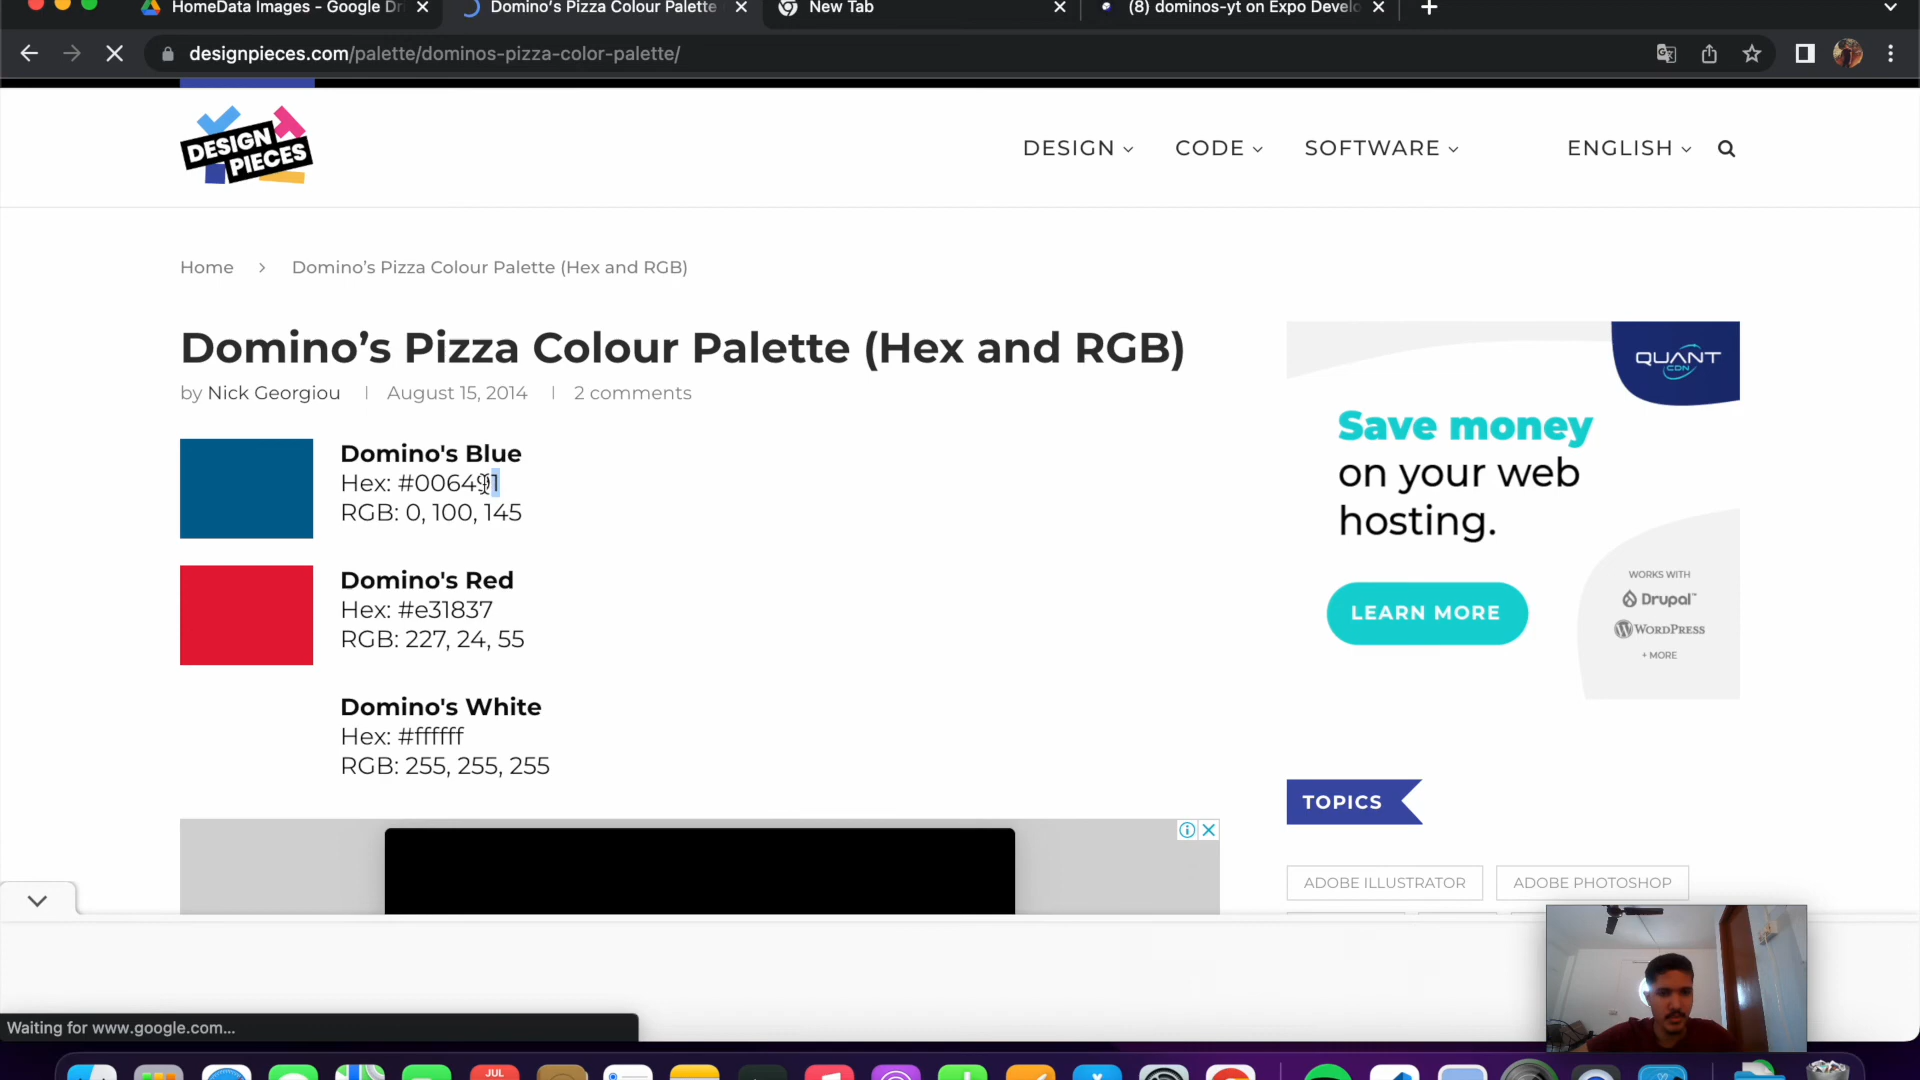 HomeData Images - Google Dr
Domino's Pizza Colour Palette
New Tab
(8) dominos-yt on Expo Develo
designpieces.com/palette/dominos-pizza-color-palette/
DESIGN PIECES
DESIGN
CODE
SOFTWARE
ENGLISH
Home > Domino's Pizza Colour Palette (Hex and RGB)
Domino's Pizza Colour Palette (Hex and RGB)
by Nick Georgiou | August 15, 2014 | 2 comments
Domino's Blue
Hex: #006491
RGB: 0, 100, 145
Domino's Red
Hex: #e31837
RGB: 227, 24, 55
Domino's White
Hex: #ffffff
RGB: 255, 255, 255
QUANT
CDN
Save money
on your web
hosting.
LEARN MORE
WORKS WITH
Drupal™
WORDPRESS
+ MORE
TOPICS
ADOBE ILLUSTRATOR
ADOBE PHOTOSHOP
Waiting for www.google.com...
JUL